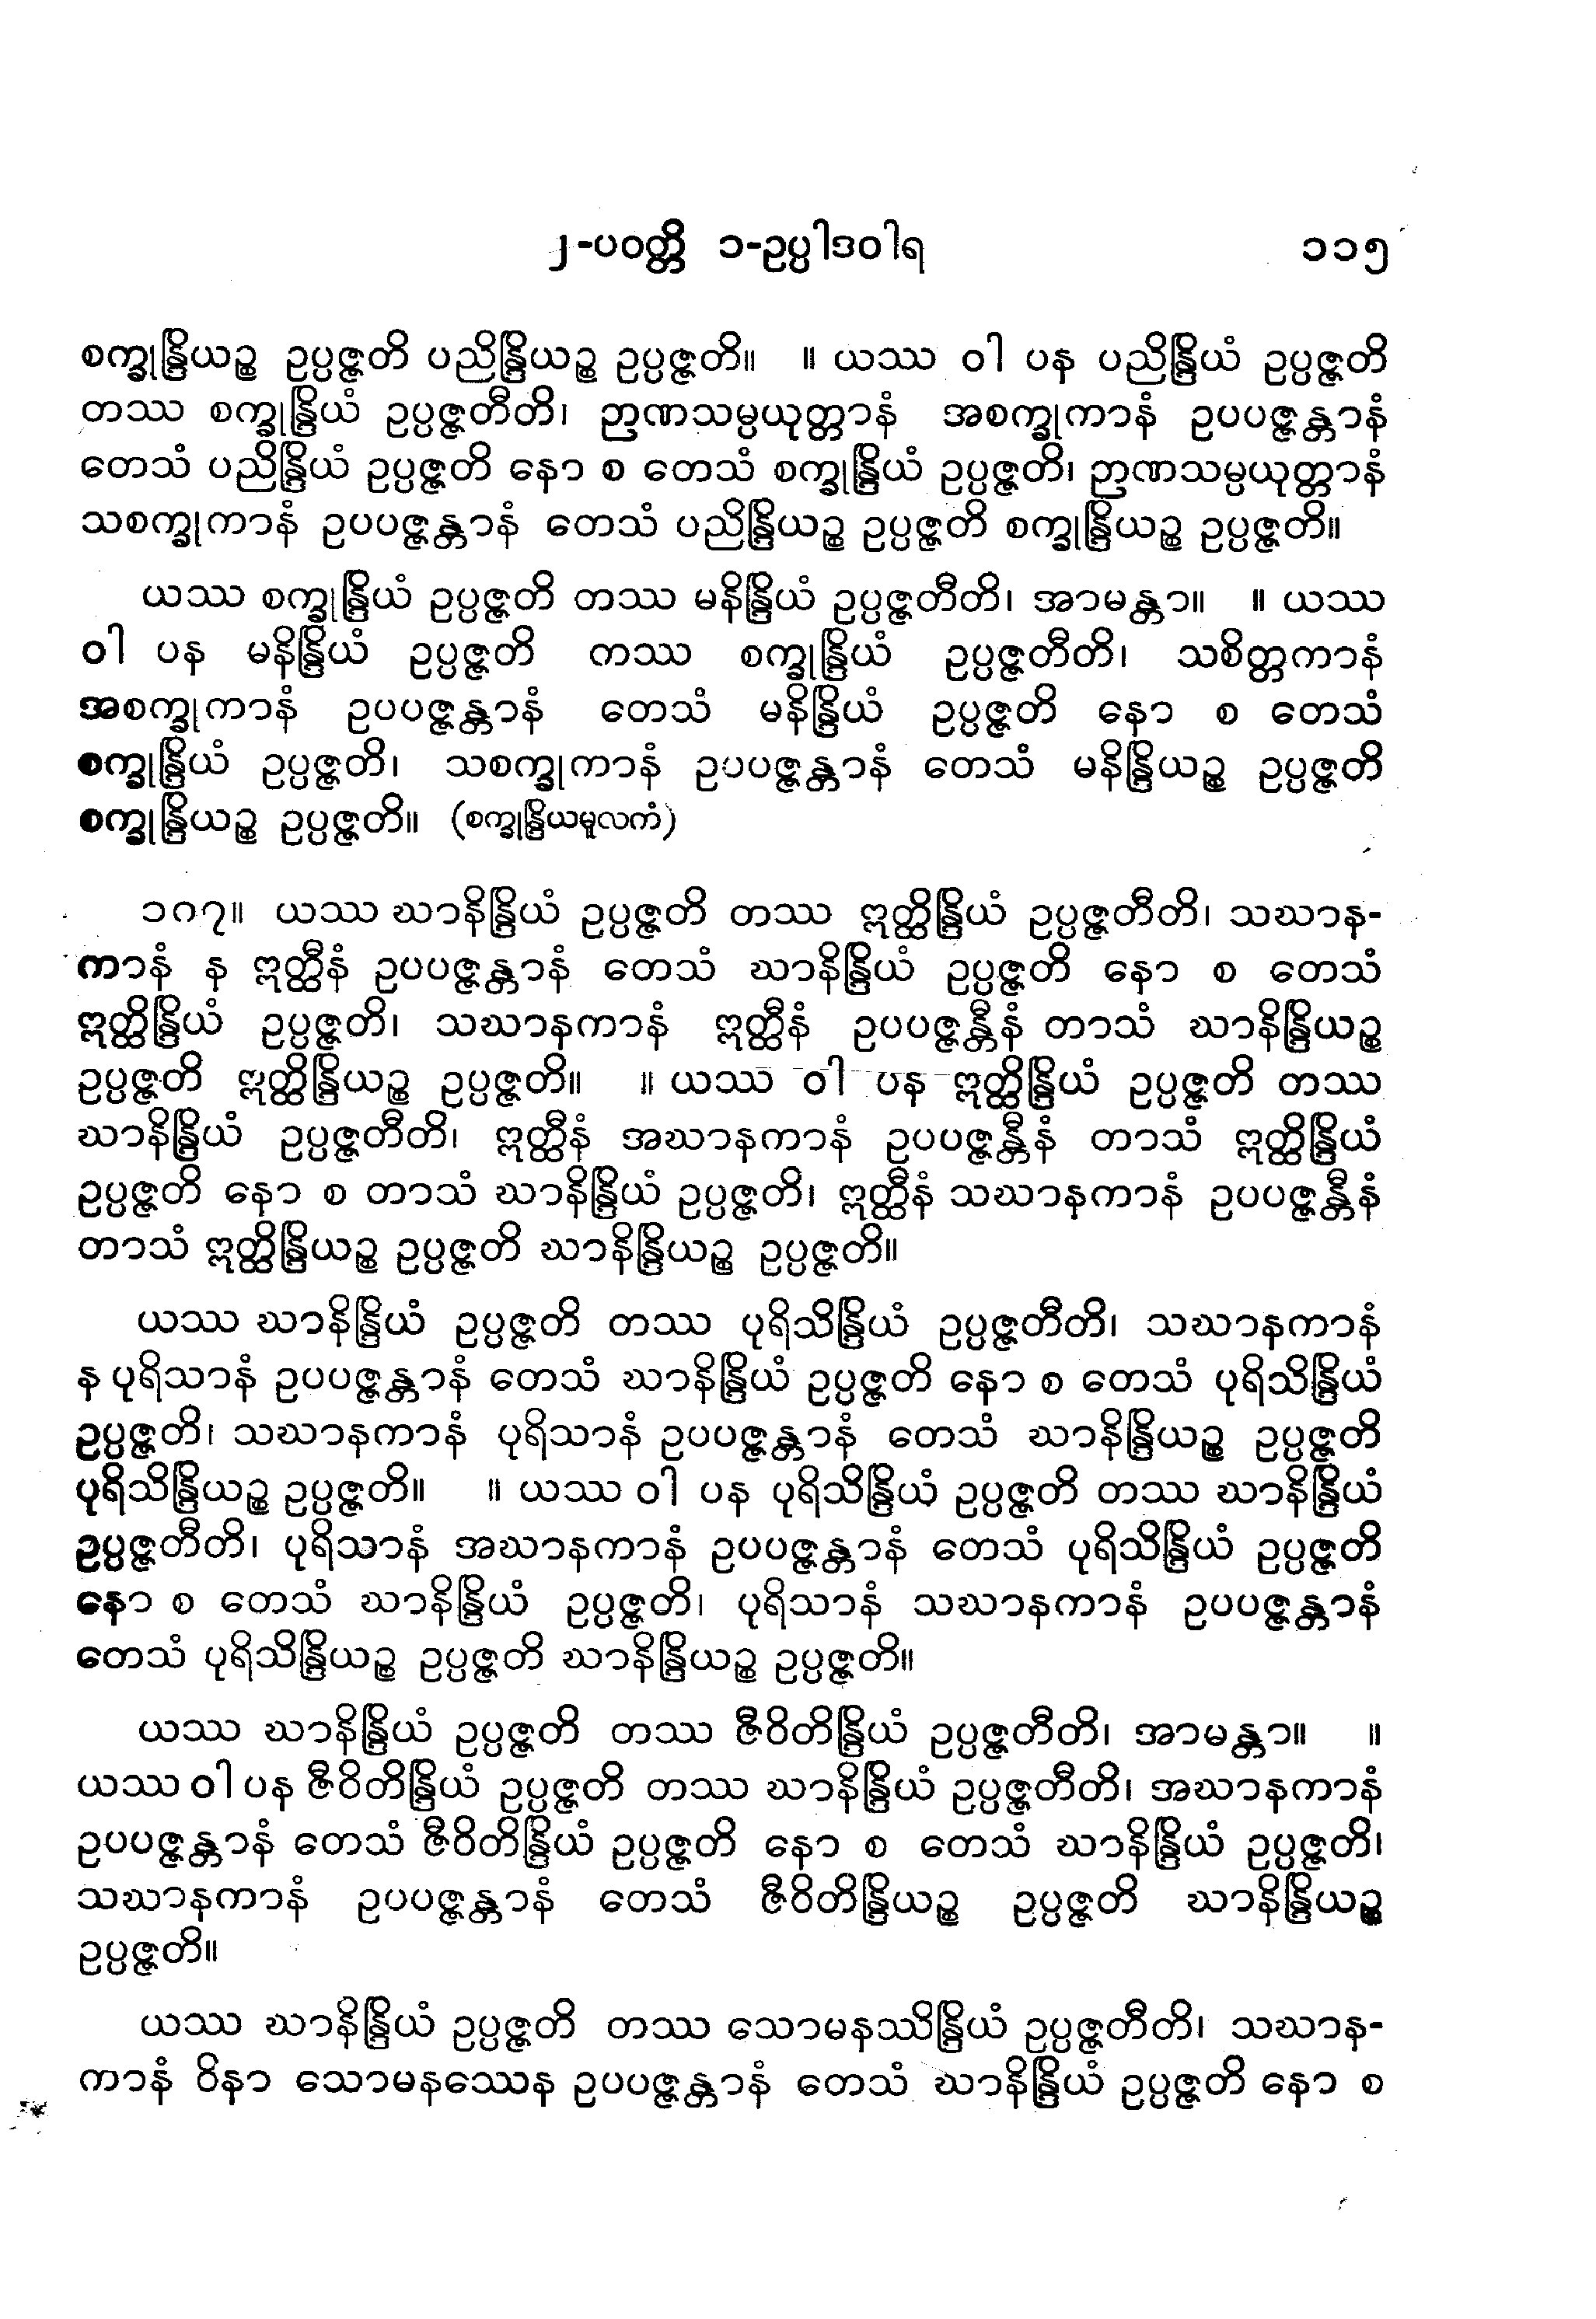 ၂-ပဝတ္တိ ၁-ဥပ္ပါဒဝါရ ၁၁၅
စက္ခုန္ဒြိယဉ္စ ဥပ္ပဇ္ဇတိ ပညိန္ဒြိယဉ္စ ဥပ္ပဇ္ဇတိ။ ။ ယဿ ဝါ ပန ပညိန္ဒြိယံ ဥပ္ပဇ္ဇတိ
တဿ စက္ခုန္ဒြိယံ ဥပ္ပဇ္ဇတီတိ၊ ဉာဏသမ္ပယုတ္တာနံ အစက္ခုကာနံ ဥပပဇ္ဇန္တာနံ
တေသံ ပညိန္ဒြိယံ ဥပ္ပဇ္ဇတိ နော စ တေသံ စက္ခုန္ဒြိယံ ဥပ္ပဇ္ဇတိ၊ ဉာဏသမ္ပယုတ္တာနံ
သစက္ခုကာနံ ဥပပဇ္ဇန္တာနံ တေသံ ပညိန္ဒြိယဉ္စ ဥပ္ပဇ္ဇတိ စက္ခုန္ဒြိယဉ္စ ဥပ္ပဇ္ဇတိ။
ယဿ စက္ခုန္ဒြိယံ ဥပ္ပဇ္ဇတိ တဿ မနိန္ဒြိယံ ဥပ္ပဇ္ဇတီတိ၊ အာမန္တာ။ ။ ယဿ
ဝါ ပန မနိန္ဒြိယံ ဥပ္ပဇ္ဇတိ ကဿ စက္ခုန္ဒြိယံ ဥပ္ပဇ္ဇတီတိ၊ သစိတ္တကာနံ
အစက္ခုကာနံ ဥပပဇ္ဇန္တာနံ တေသံ မနိန္ဒြိယံ ဥပ္ပဇ္ဇတိ နော စ တေသံ
စက္ခုန္ဒြိယံ ဥပ္ပဇ္ဇတိ၊ သစက္ခုကာနံ ဥပပဇ္ဇန္တာနံ တေသံ မနိန္ဒြိယဉ္စ ဥပ္ပဇ္ဇတိ
စက္ခုန္ဒြိယဉ္စ ဥပ္ပဇ္ဇတိ။ (စက္ခုန္ဒြိယမူလကံ)
၁၈၇။ ယဿ ဃာနိန္ဒြိယံ ဥပ္ပဇ္ဇတိ တဿ ဣတ္ထိန္ဒြိယံ ဥပ္ပဇ္ဇတီတိ၊ သဃာန-
ကာနံ န ဣတ္ထီနံ ဥပပဇ္ဇန္တာနံ တေသံ ဃာနိန္ဒြိယံ ဥပ္ပဇ္ဇတိ နော စ တေသံ
ဣတ္ထိန္ဒြိယံ ဥပ္ပဇ္ဇတိ၊ သဃာနကာနံ ဣတ္ထီနံ ဥပပဇ္ဇန္တီနံ တာသံ ဃာနိန္ဒြိယဉ္စ
ဥပ္ပဇ္ဇတိ ဣတ္ထိန္ဒြိယဉ္စ ဥပ္ပဇ္ဇတိ။ ။ ယဿ ဝါ ပန ဣတ္ထိန္ဒြိယံ ဥပ္ပဇ္ဇတိ တဿ
ဃာနိန္ဒြိယံ ဥပ္ပဇ္ဇတီတိ၊ ဣတ္ထီနံ အဃာနကာနံ ဥပပဇ္ဇန္တီနံ တာသံ ဣတ္ထိန္ဒြိယံ
ဥပ္ပဇ္ဇတိ နော စ တာသံ ဃာနိန္ဒြိယံ ဥပ္ပဇ္ဇတိ၊ ဣတ္ထီနံ သဃာနကာနံ ဥပပဇ္ဇန္တီနံ
တာသံ ဣတ္ထိန္ဒြိယဉ္စ ဥပ္ပဇ္ဇတိ ဃာနိန္ဒြိယဉ္စ ဥပ္ပဇ္ဇတိ။
ယဿ ဃာနိန္ဒြိယံ ဥပ္ပဇ္ဇတိ တဿ ပုရိသိန္ဒြိယံ ဥပ္ပဇ္ဇတီတိ၊ သဃာနကာနံ
န ပုရိသာနံ ဥပပဇ္ဇန္တာနံ တေသံ ဃာနိန္ဒြိယံ ဥပ္ပဇ္ဇတိ နော စ တေသံ ပုရိသိန္ဒြိယံ
ဥပ္ပဇ္ဇတိ၊ သဃာနကာနံ ပုရိသာနံ ဥပပဇ္ဇန္တာနံ တေသံ ဃာနိန္ဒြိယဉ္စ ဥပ္ပဇ္ဇတိ
ပုရိသိန္ဒြိယဉ္စ ဥပ္ပဇ္ဇတိ။ ။ ယဿ ဝါ ပန ပုရိသိန္ဒြိယံ ဥပ္ပဇ္ဇတိ တဿ ဃာနိန္ဒြိယံ
ဥပ္ပဇ္ဇတီတိ၊ ပုရိသာနံ အဃာနကာနံ ဥပပဇ္ဇန္တာနံ တေသံ ပုရိသိန္ဒြိယံ ဥပ္ပဇ္ဇတိ
နော စ တေသံ ဃာနိန္ဒြိယံ ဥပ္ပဇ္ဇတိ၊ ပုရိသာနံ သဃာနကာနံ ဥပပဇ္ဇန္တာနံ
တေသံ ပုရိသိန္ဒြိယဉ္စ ဥပ္ပဇ္ဇတိ ဃာနိန္ဒြိယဉ္စ ဥပ္ပဇ္ဇတိ။
ယဿ ဃာနိန္ဒြိယံ ဥပ္ပဇ္ဇတိ တဿ ဇီဝိတိန္ဒြိယံ ဥပ္ပဇ္ဇတီတိ၊ အာမန္တာ။ ။
ယဿ ဝါ ပန ဇီဝိတိန္ဒြိယံ ဥပ္ပဇ္ဇတိ တဿ ဃာနိန္ဒြိယံ ဥပ္ပဇ္ဇတီတိ၊ အဃာနကာနံ
ဥပပဇ္ဇန္တာနံ တေသံ ဇီဝိတိန္ဒြိယံ ဥပ္ပဇ္ဇတိ နော စ တေသံ ဃာနိန္ဒြိယံ ဥပ္ပဇ္ဇတိ၊
သဃာနကာနံ ဥပပဇ္ဇန္တာနံ တေသံ ဇီဝိတိန္ဒြိယဉ္စ ဥပ္ပဇ္ဇတိ ဃာနိန္ဒြိယဉ္စ
ဥပ္ပဇ္ဇတိ။
ယဿ ဃာနိန္ဒြိယံ ဥပ္ပဇ္ဇတိ တဿ သောမနဿိန္ဒြိယံ ဥပ္ပဇ္ဇတီတိ၊ သဃာန-
ကာနံ ဝိနာ သောမနဿေန ဥပပဇ္ဇန္တာနံ တေသံ ဃာနိန္ဒြိယံ ဥပ္ပဇ္ဇတိ နော စ